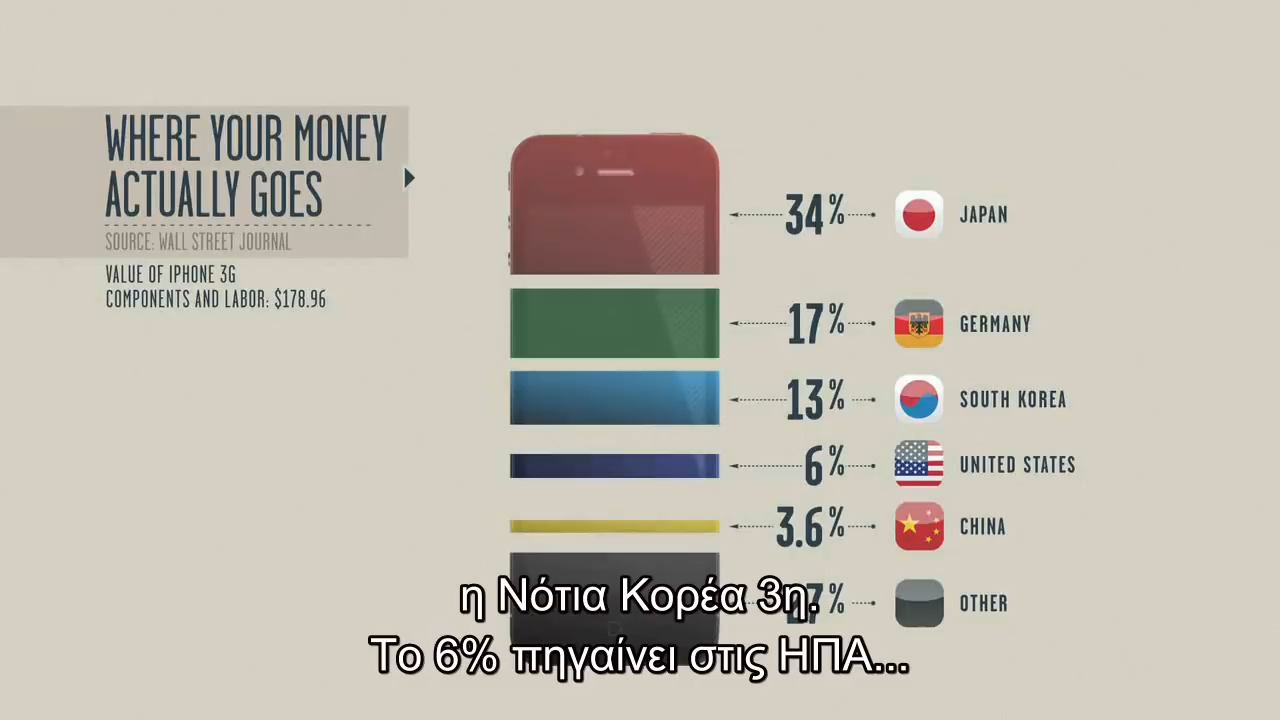 WHERE YOUR MONEY
ACTUALLY GOES
SOURCE: WALL STREET JOURNAL
VALUE OF IPHONE 3G
COMPONENTS AND LABOR: $178.96
34% JAPAN
17% GERMANY
13% SOUTH KOREA
6% UNITED STATES
3.6% CHINA
OTHER
η Νότια Κορέα 3η.
Το 6% πηγαίνει στις ΗΠΑ...